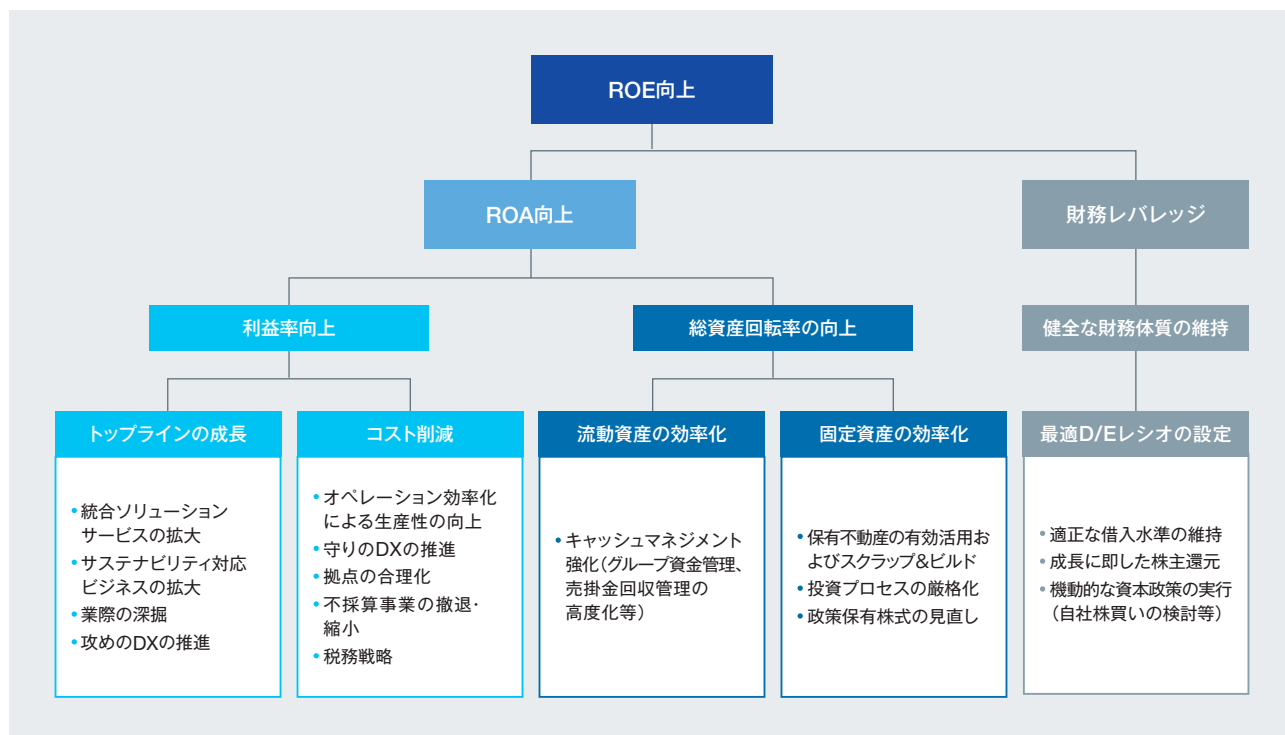 ROE向上
ROA向上
財務レバレッジ
利益率向上
総資産回転率の向上
健全な財務体質の維持
トップラインの成長
•統合ソリューション
サービスの拡大
•サステナビリティ対応
ビジネスの拡大
•業際の深掘
•攻めのDXの推進
コスト削減
•オペレーション効率化
による生産性の向上
•守りのDXの推進
•拠点の合理化
•不採算事業の撤退・
縮小
•税務戦略
流動資産の効率化
•キャッシュマネジメント
強化（グループ資金管理、
売掛金回収管理の
高度化等）
固定資産の効率化
•保有不動産の有効活用お
よびスクラップ&ビルド
•投資プロセスの厳格化
•政策保有株式の見直し
最適D/Eレシオの設定
•適正な借入水準の維持
•成長に即した株主還元
•機動的な資本政策の実行
（自社株買いの検討等）